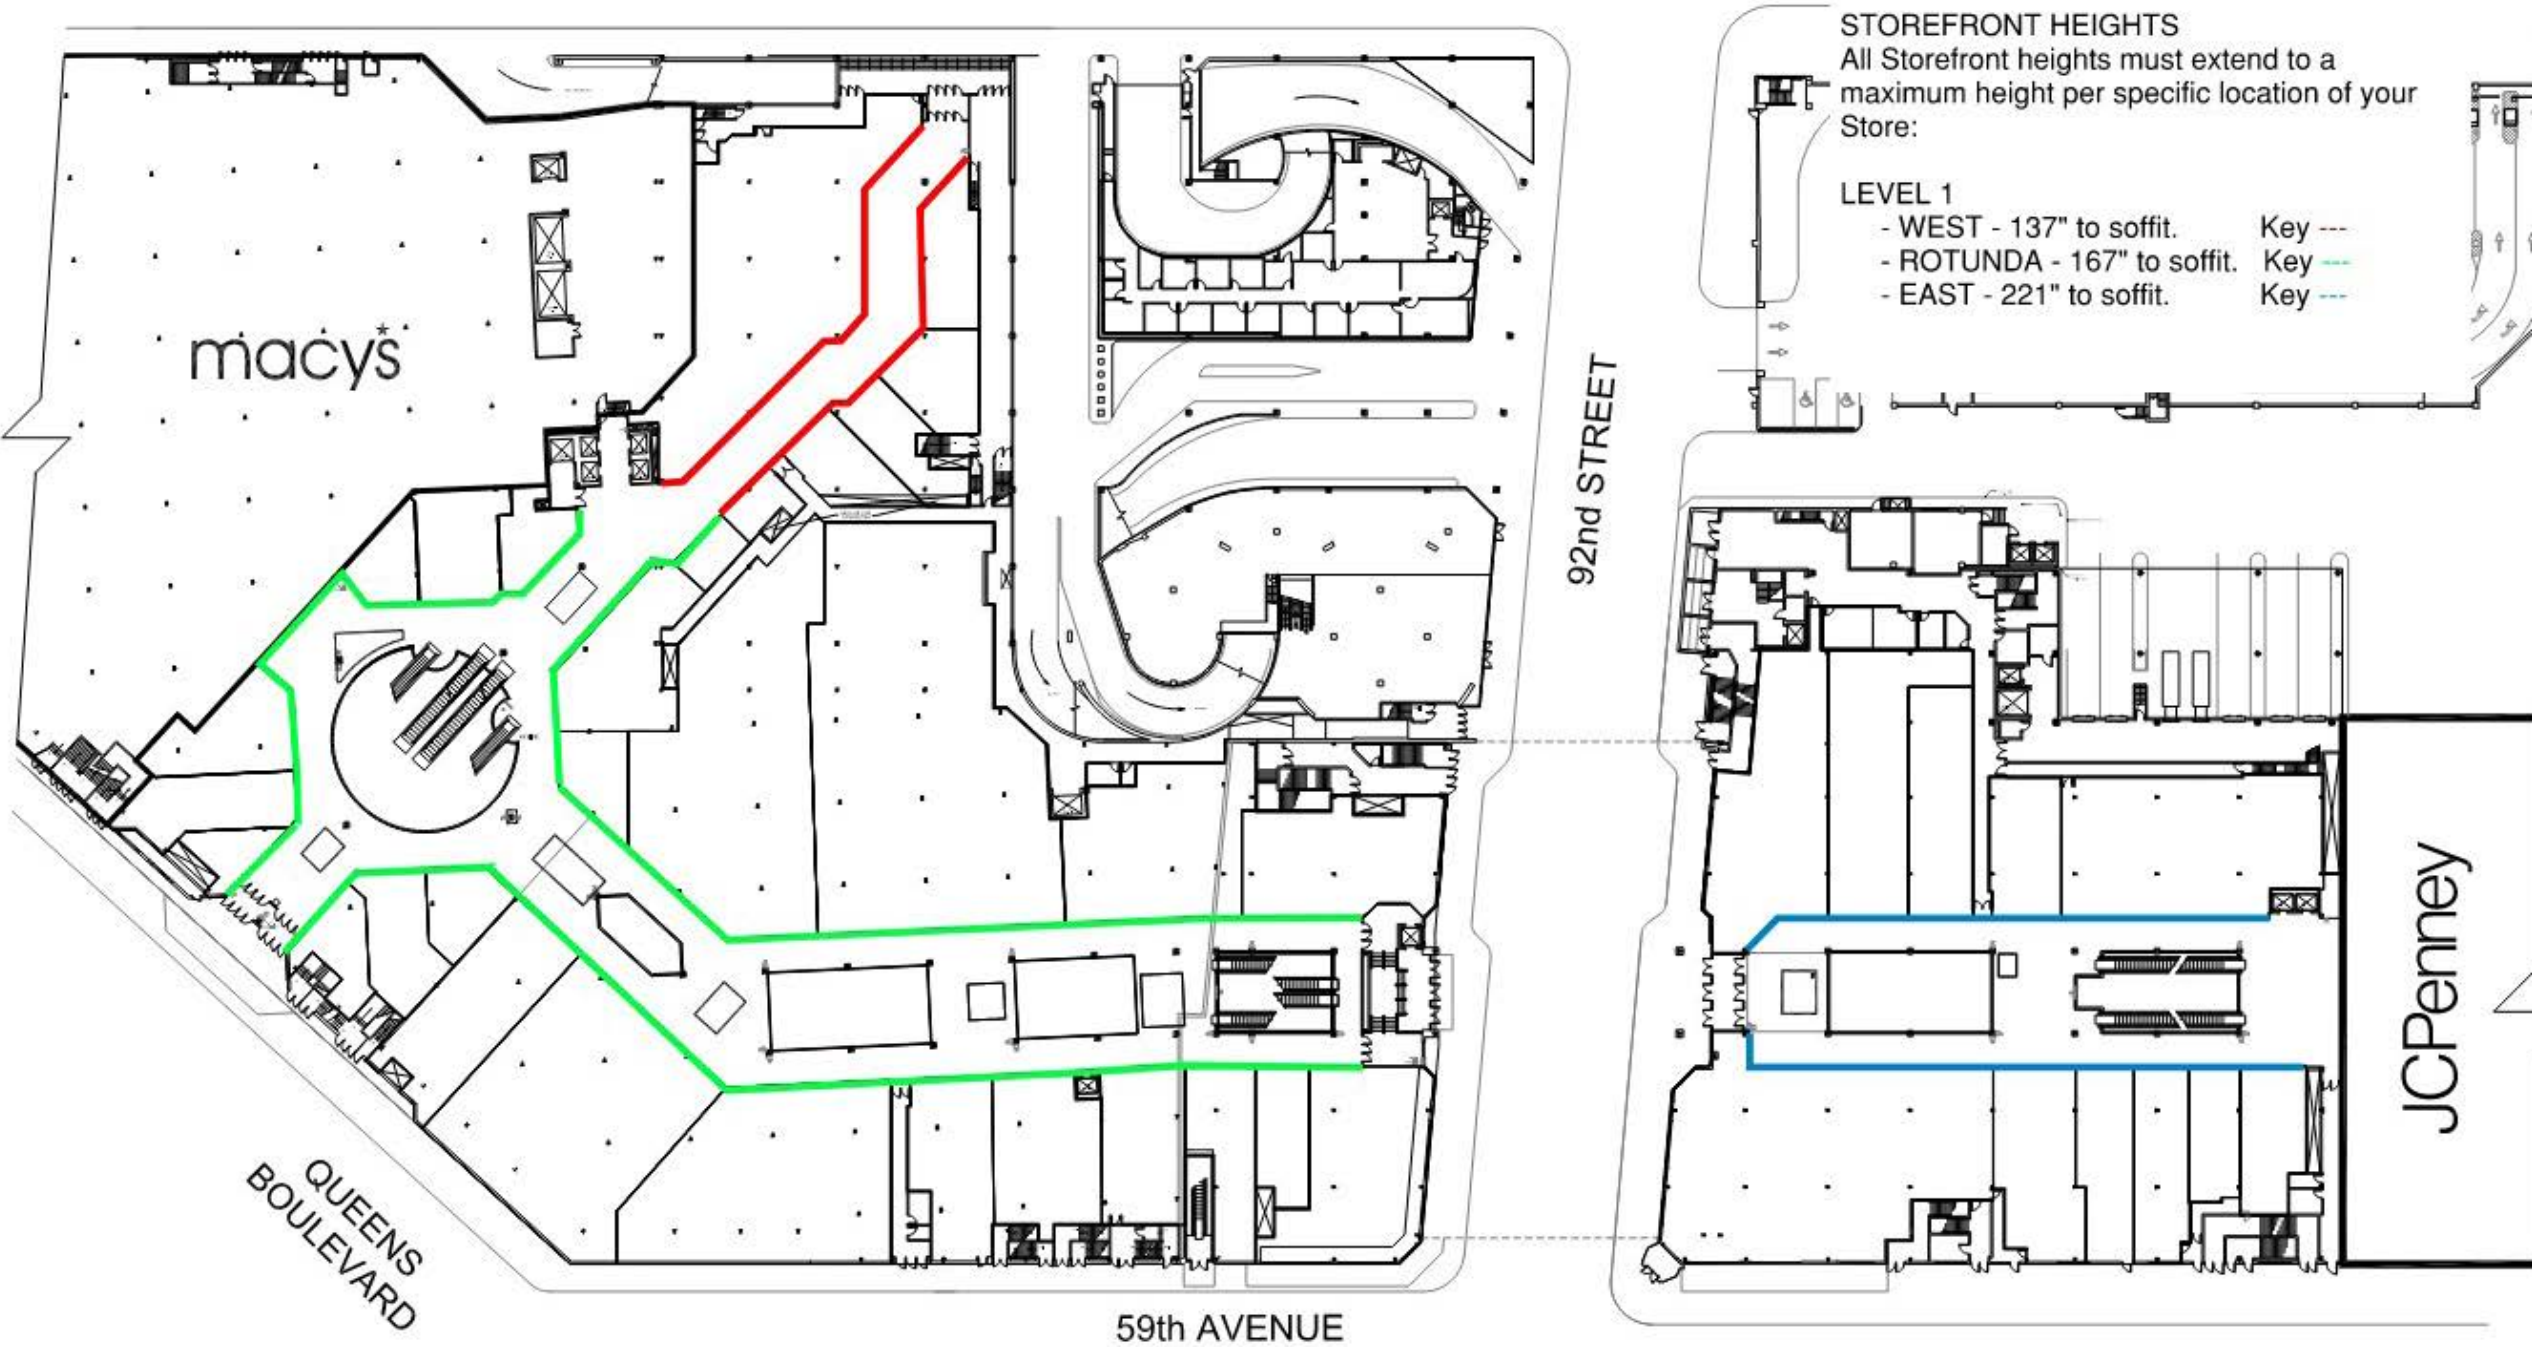 STOREFRONT HEIGHTS
All Storefront heights must extend to a
maximum height per specific location of your
Store:
LEVEL 1
- WEST - 137" to soffit. Key ---
- ROTUNDA - 167" to soffit. Key ---
- EAST - 221" to soffit. Key ---
macy*s
92nd STREET
JCPenney
QUEENS
BOULEVARD
59th AVENUE